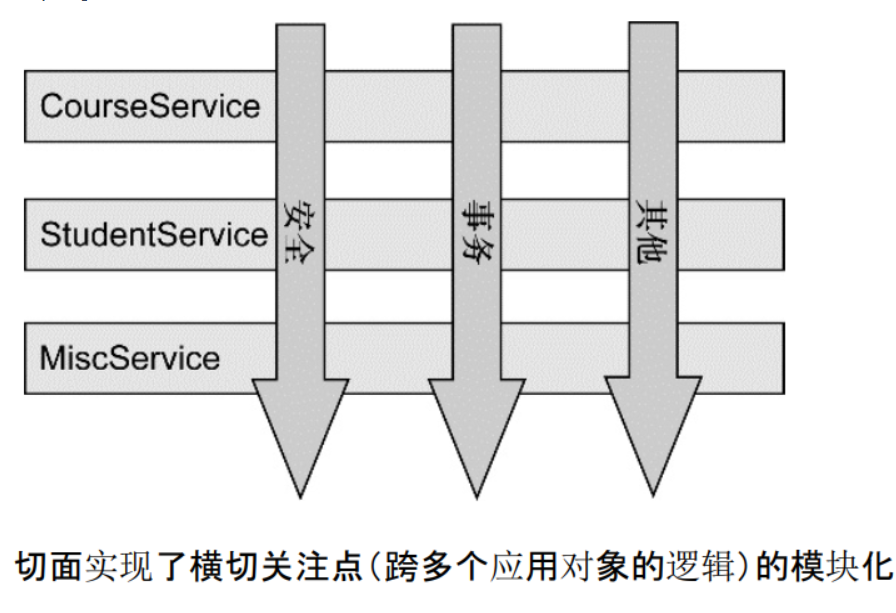 CourseService
StudentService
MiscService
安全
事务
其他
切面实现了横切关注点(跨多个应用对象的逻辑)的模块化